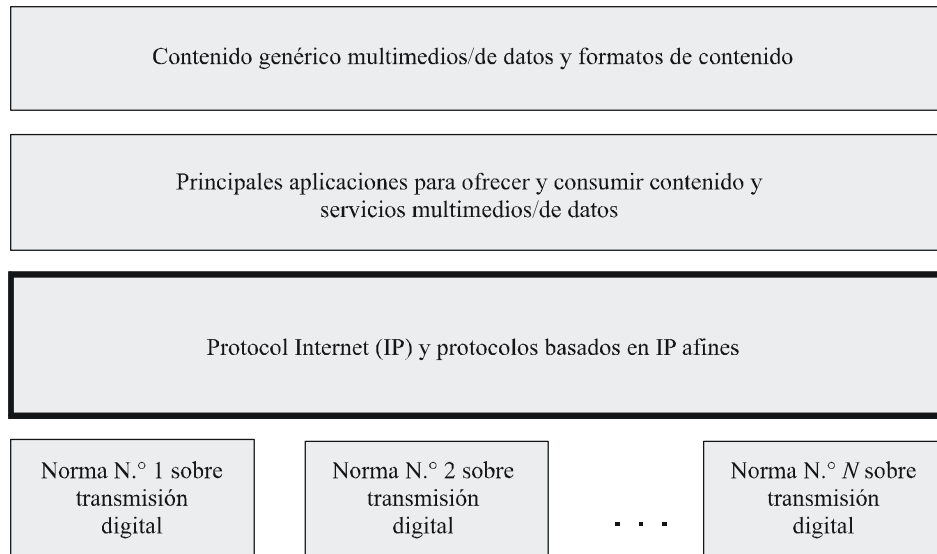 Contenido genérico multimedios/de datos y formatos de contenido
Principales aplicaciones para ofrecer y consumir contenido y
servicios multimedios/de datos
Protocol Internet (IP) y protocolos basados en IP afines
Norma N.° 1 sobre
transmisión
digital
Norma N.° 2 sobre
transmisión
digital
. . .
Norma N.° N sobre
transmisión
digital